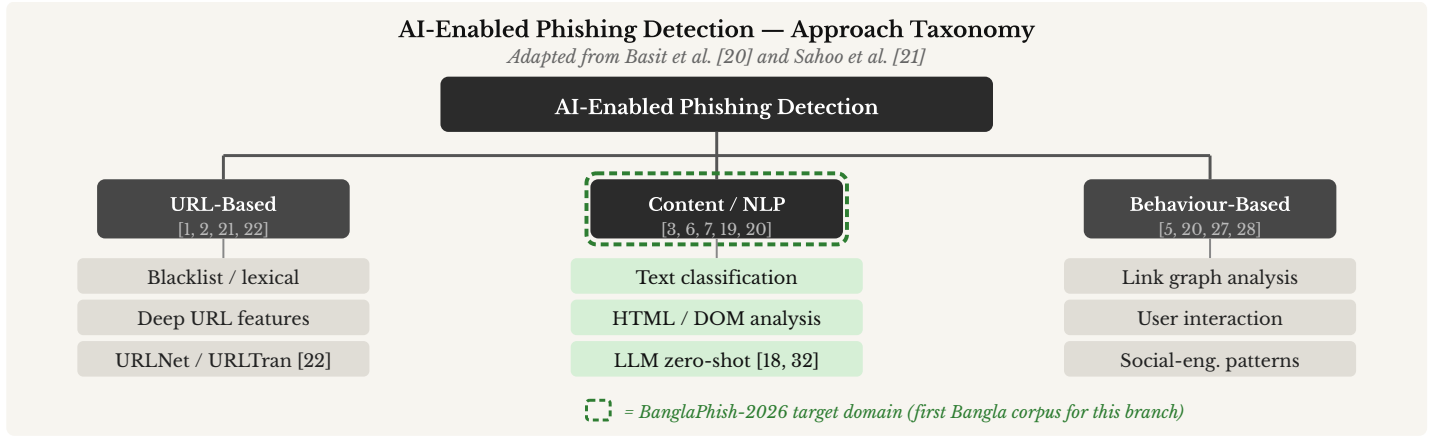 AI-Enabled Phishing Detection — Approach Taxonomy
Adapted from Basit et al. [20] and Sahoo et al. [21]
AI-Enabled Phishing Detection
URL-Based
[1, 2, 21, 22]
Blacklist / lexical
Deep URL features
URLNet / URLTran [22]
Content / NLP
[3, 6, 7, 19, 20]
Text classification
HTML / DOM analysis
LLM zero-shot [18, 32]
Behaviour-Based
[5, 20, 27, 28]
Link graph analysis
User interaction
Social-eng. patterns
= BanglaPhish-2026 target domain (first Bangla corpus for this branch)